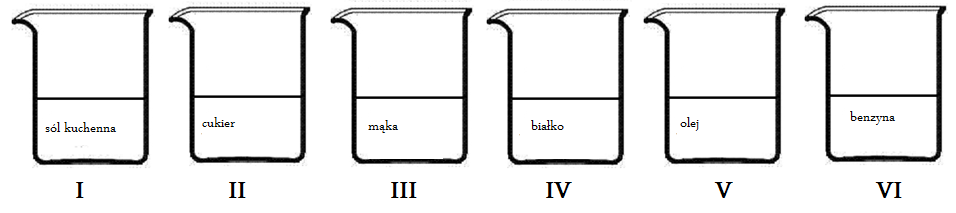 sól kuchenna
cukier
mąka
białko
olej
benzyna
I
II
III
IV
V
VI